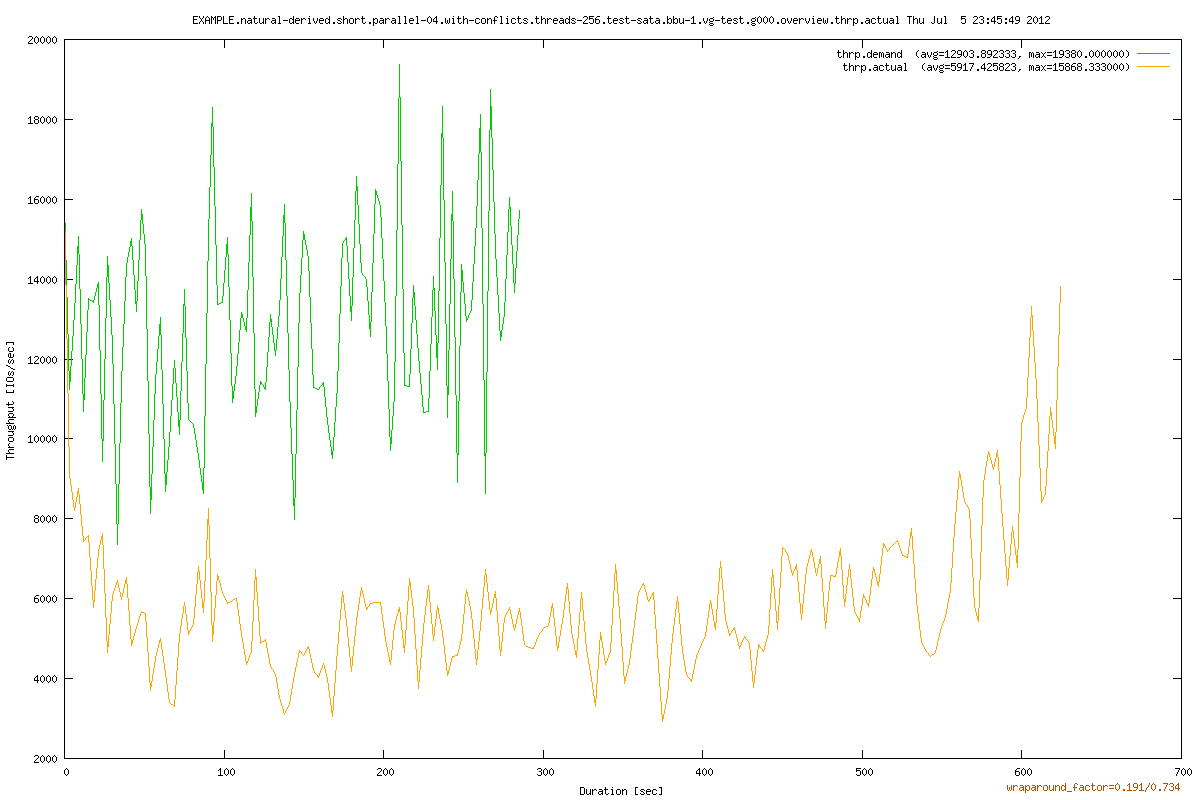 EXAMPLE.natural-derived.short.parallel-04.with-conflicts.threads-256.test-sata.bbu-1.vg-test.g000.overview.thrp.actual Thu Jul  5 23:45:49 2012
thrp.demand  (avg=12903.892333, max=19380.000000)
thrp.actual  (avg=5917.425823, max=15868.333000)
Throughput [IOs/sec]
20000
18000
16000
14000
12000
10000
8000
6000
4000
2000
0 100 200 300 400 500 600 700
Duration [sec]
wraparound_factor=0.191/0.734